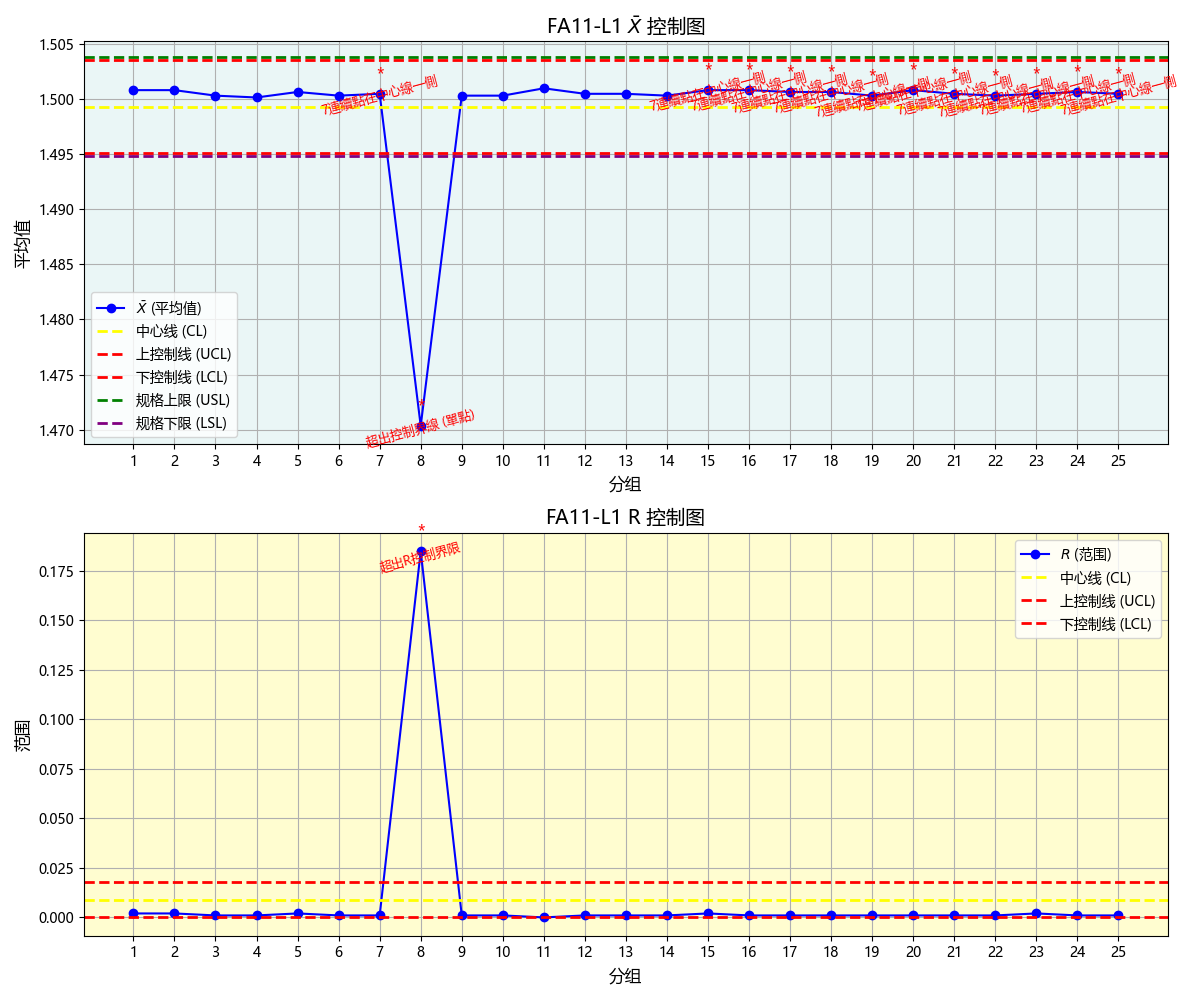 FA11-L1 X̄ 控制图
1.505
1.500
1.495
1.490
1.485
1.480
1.475
1.470
平均值
*
7連續點在中心線一側
* * * * * * * * * * *
超出控制界線 (單點)
*
X̄ (平均值)
中心线 (CL)
上控制线 (UCL)
下控制线 (LCL)
规格上限 (USL)
规格下限 (LSL)
1 2 3 4 5 6 7 8 9 10 11 12 13 14 15 16 17 18 19 20 21 22 23 24 25
分组
FA11-L1 R 控制图
*
超出R控制界限
R (范围)
中心线 (CL)
上控制线 (UCL)
下控制线 (LCL)
0.175
0.150
0.125
0.100
0.075
0.050
0.025
0.000
范围
1 2 3 4 5 6 7 8 9 10 11 12 13 14 15 16 17 18 19 20 21 22 23 24 25
分组